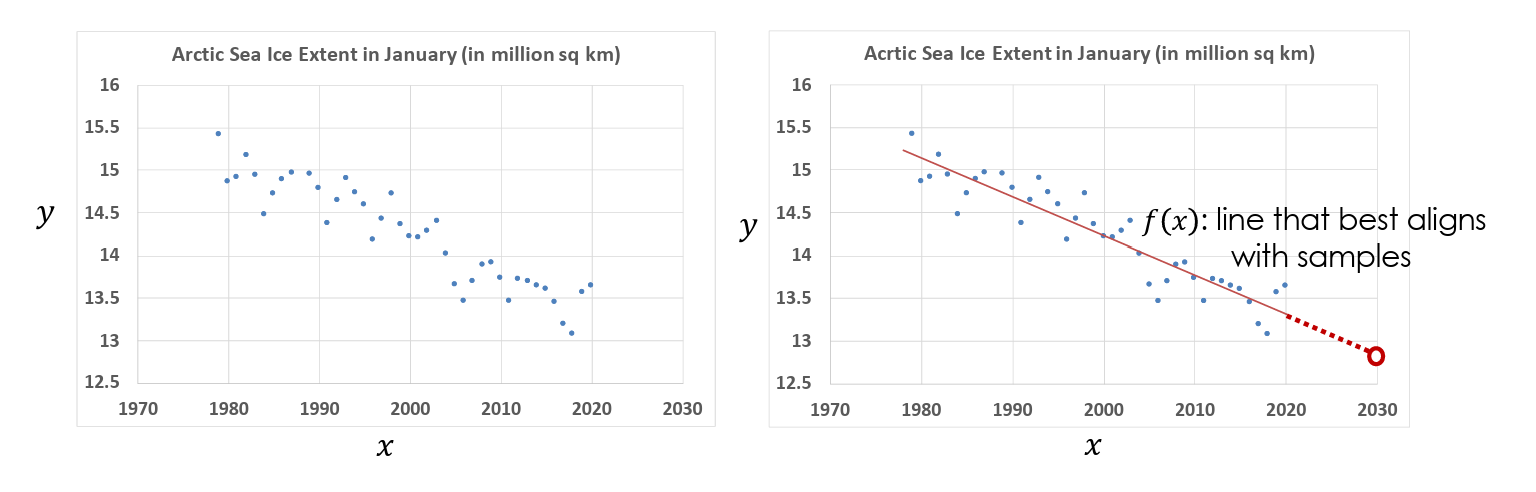 Arctic Sea Ice Extent in January (in million sq km)
16
15.5
15
14.5
14
13.5
13
12.5
1970 1980 1990 2000 2010 2020 2030
y
x
Acrtic Sea Ice Extent in January (in million sq km)
16
15.5
15
14.5
14
13.5
13
12.5
1970 1980 1990 2000 2010 2020 2030
y
x
f(x): line that best aligns
with samples